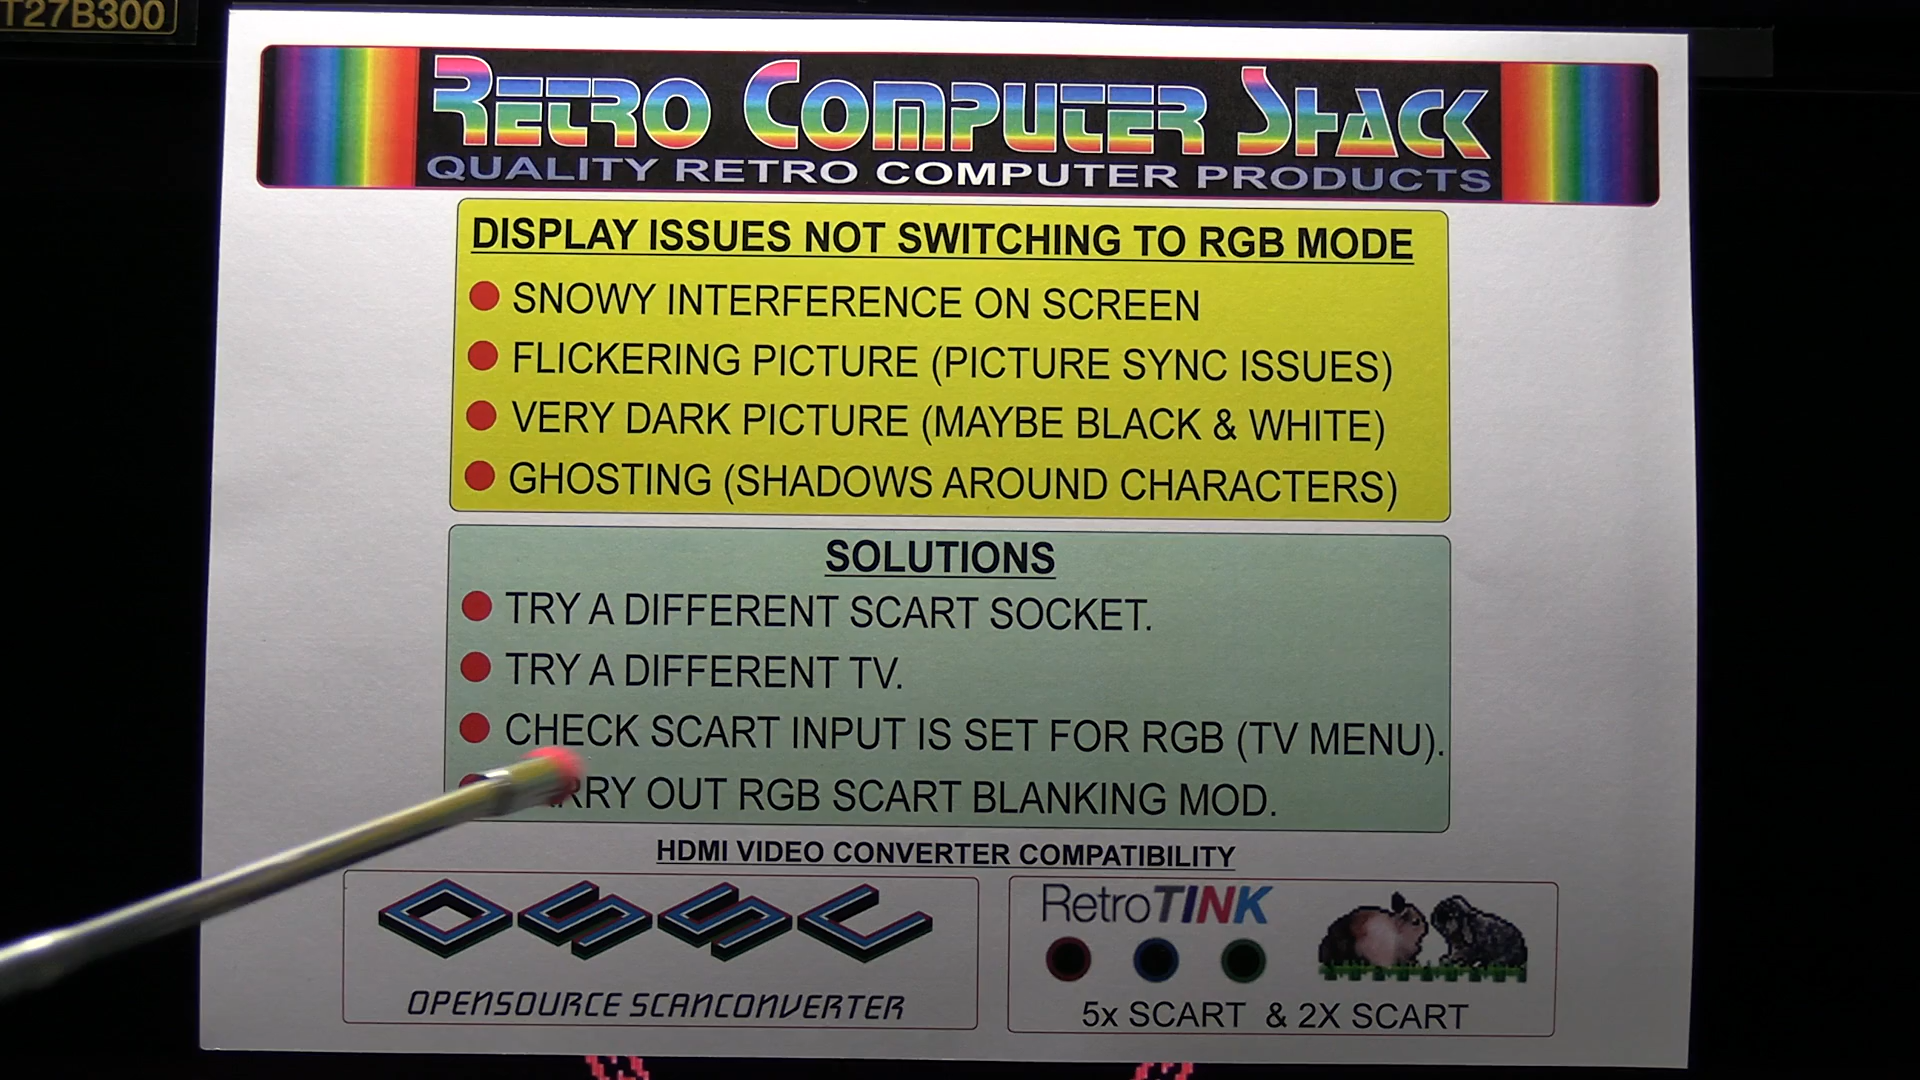 T27B300
RETRO COMPUTER SHACK
QUALITY RETRO COMPUTER PRODUCTS
DISPLAY ISSUES NOT SWITCHING TO RGB MODE
SNOWY INTERFERENCE ON SCREEN
FLICKERING PICTURE (PICTURE SYNC ISSUES)
VERY DARK PICTURE (MAYBE BLACK & WHITE)
GHOSTING (SHADOWS AROUND CHARACTERS)
SOLUTIONS
TRY A DIFFERENT SCART SOCKET.
TRY A DIFFERENT TV.
CHECK SCART INPUT IS SET FOR RGB (TV MENU).
OUT RGB SCART BLANKING MOD.
HDMI VIDEO CONVERTER COMPATIBILITY
OSSC
OPENSOURCE SCANCONVERTER
RetroTINK
5x SCART & 2X SCART